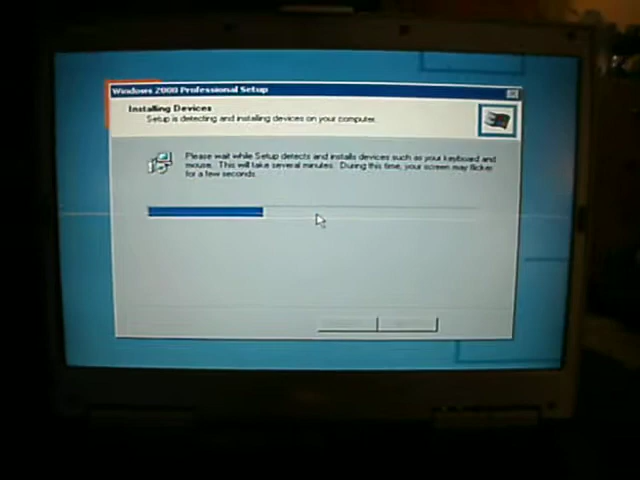 Windows 2000 Professional Setup
Installing Devices
Setup is detecting and installing devices on your computer.
Please wait while Setup detects and installs devices such as your keyboard and
mouse. This will take several minutes. During this time, your screen may flicker
for a few seconds.